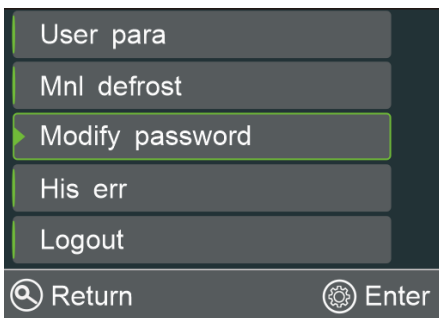 User para
Mnl defrost
Modify password
His err
Logout
Return Enter